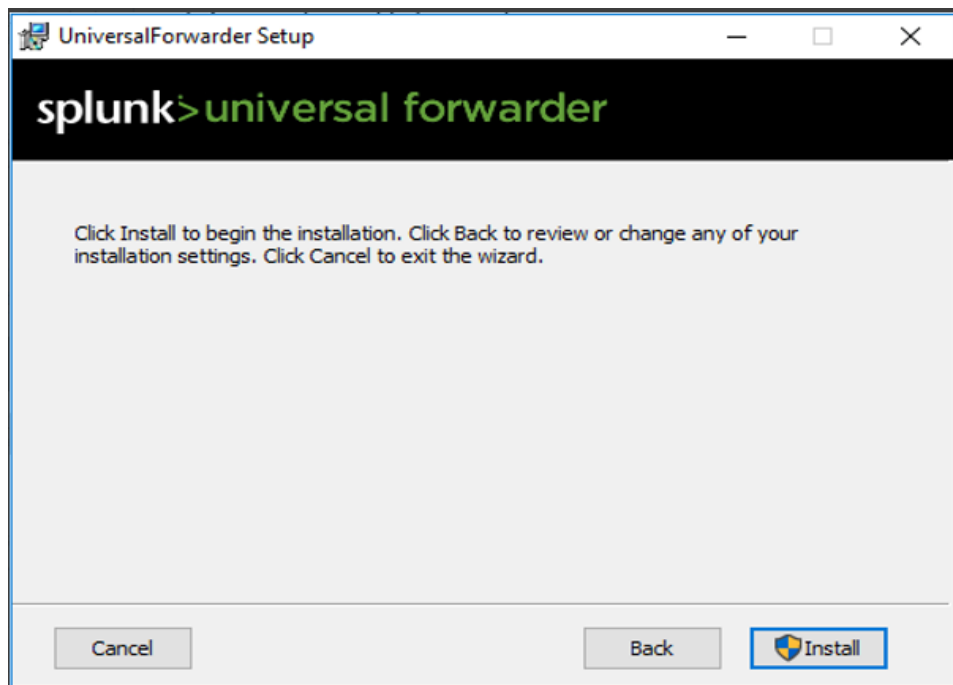 UniversalForwarder Setup
splunk>universal forwarder
Click Install to begin the installation. Click Back to review or change any of your
installation settings. Click Cancel to exit the wizard.
Cancel
Back
Install